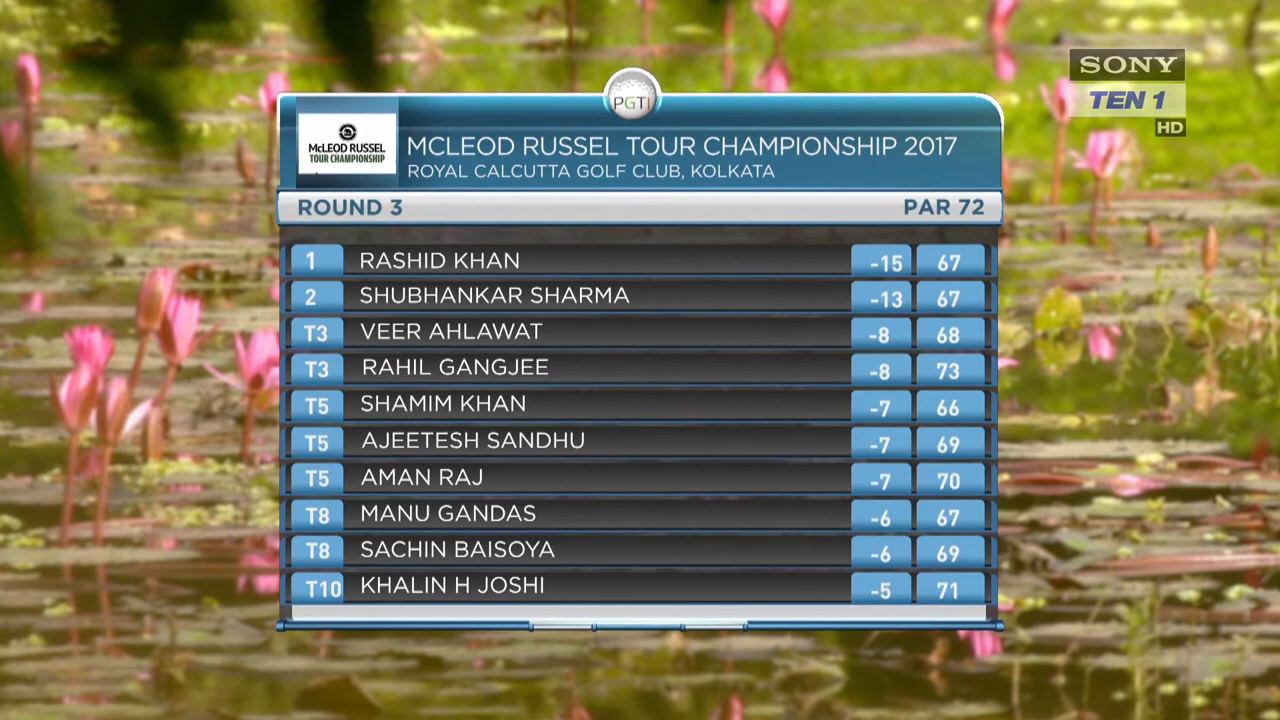 SONY
TEN 1
HD
PGTI
McLEOD RUSSEL
TOUR CHAMPIONSHIP
MCLEOD RUSSEL TOUR CHAMPIONSHIP 2017
ROYAL CALCUTTA GOLF CLUB, KOLKATA
ROUND 3 PAR 72
1 RASHID KHAN -15 67
2 SHUBHANKAR SHARMA -13 67
T3 VEER AHLAWAT -8 68
T3 RAHIL GANGJEE -8 73
T5 SHAMIM KHAN -7 66
T5 AJEETESH SANDHU -7 69
T5 AMAN RAJ -7 70
T8 MANU GANDAS -6 67
T8 SACHIN BAISOYA -6 69
T10 KHALIN H JOSHI -5 71